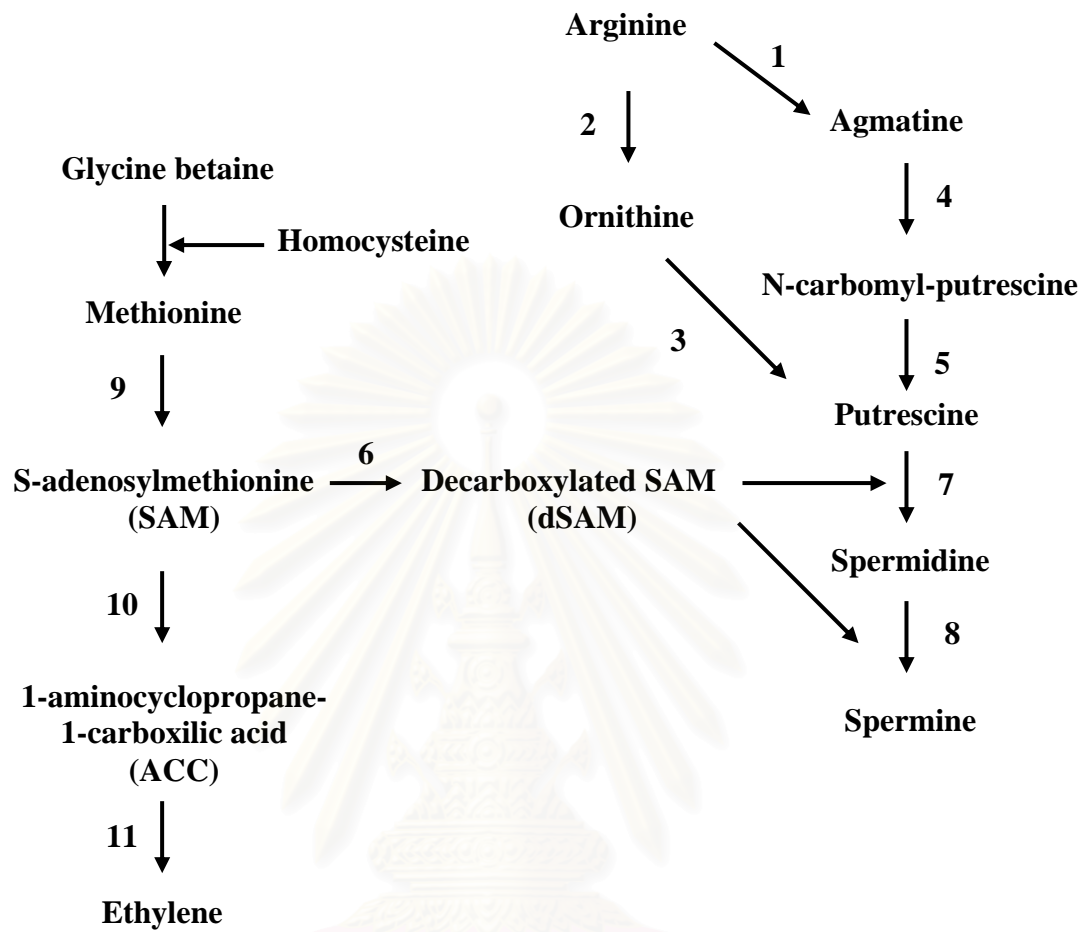 Arginine
1
2
Agmatine
Glycine betaine
4
Ornithine
Homocysteine
N-carbomyl-putrescine
Methionine
3
5
9
Putrescine
6
S-adenosylmethionine
(SAM)
Decarboxylated SAM
(dSAM)
7
Spermidine
10
8
1-aminocyclopropane-
1-carboxilic acid
(ACC)
Spermine
11
Ethylene